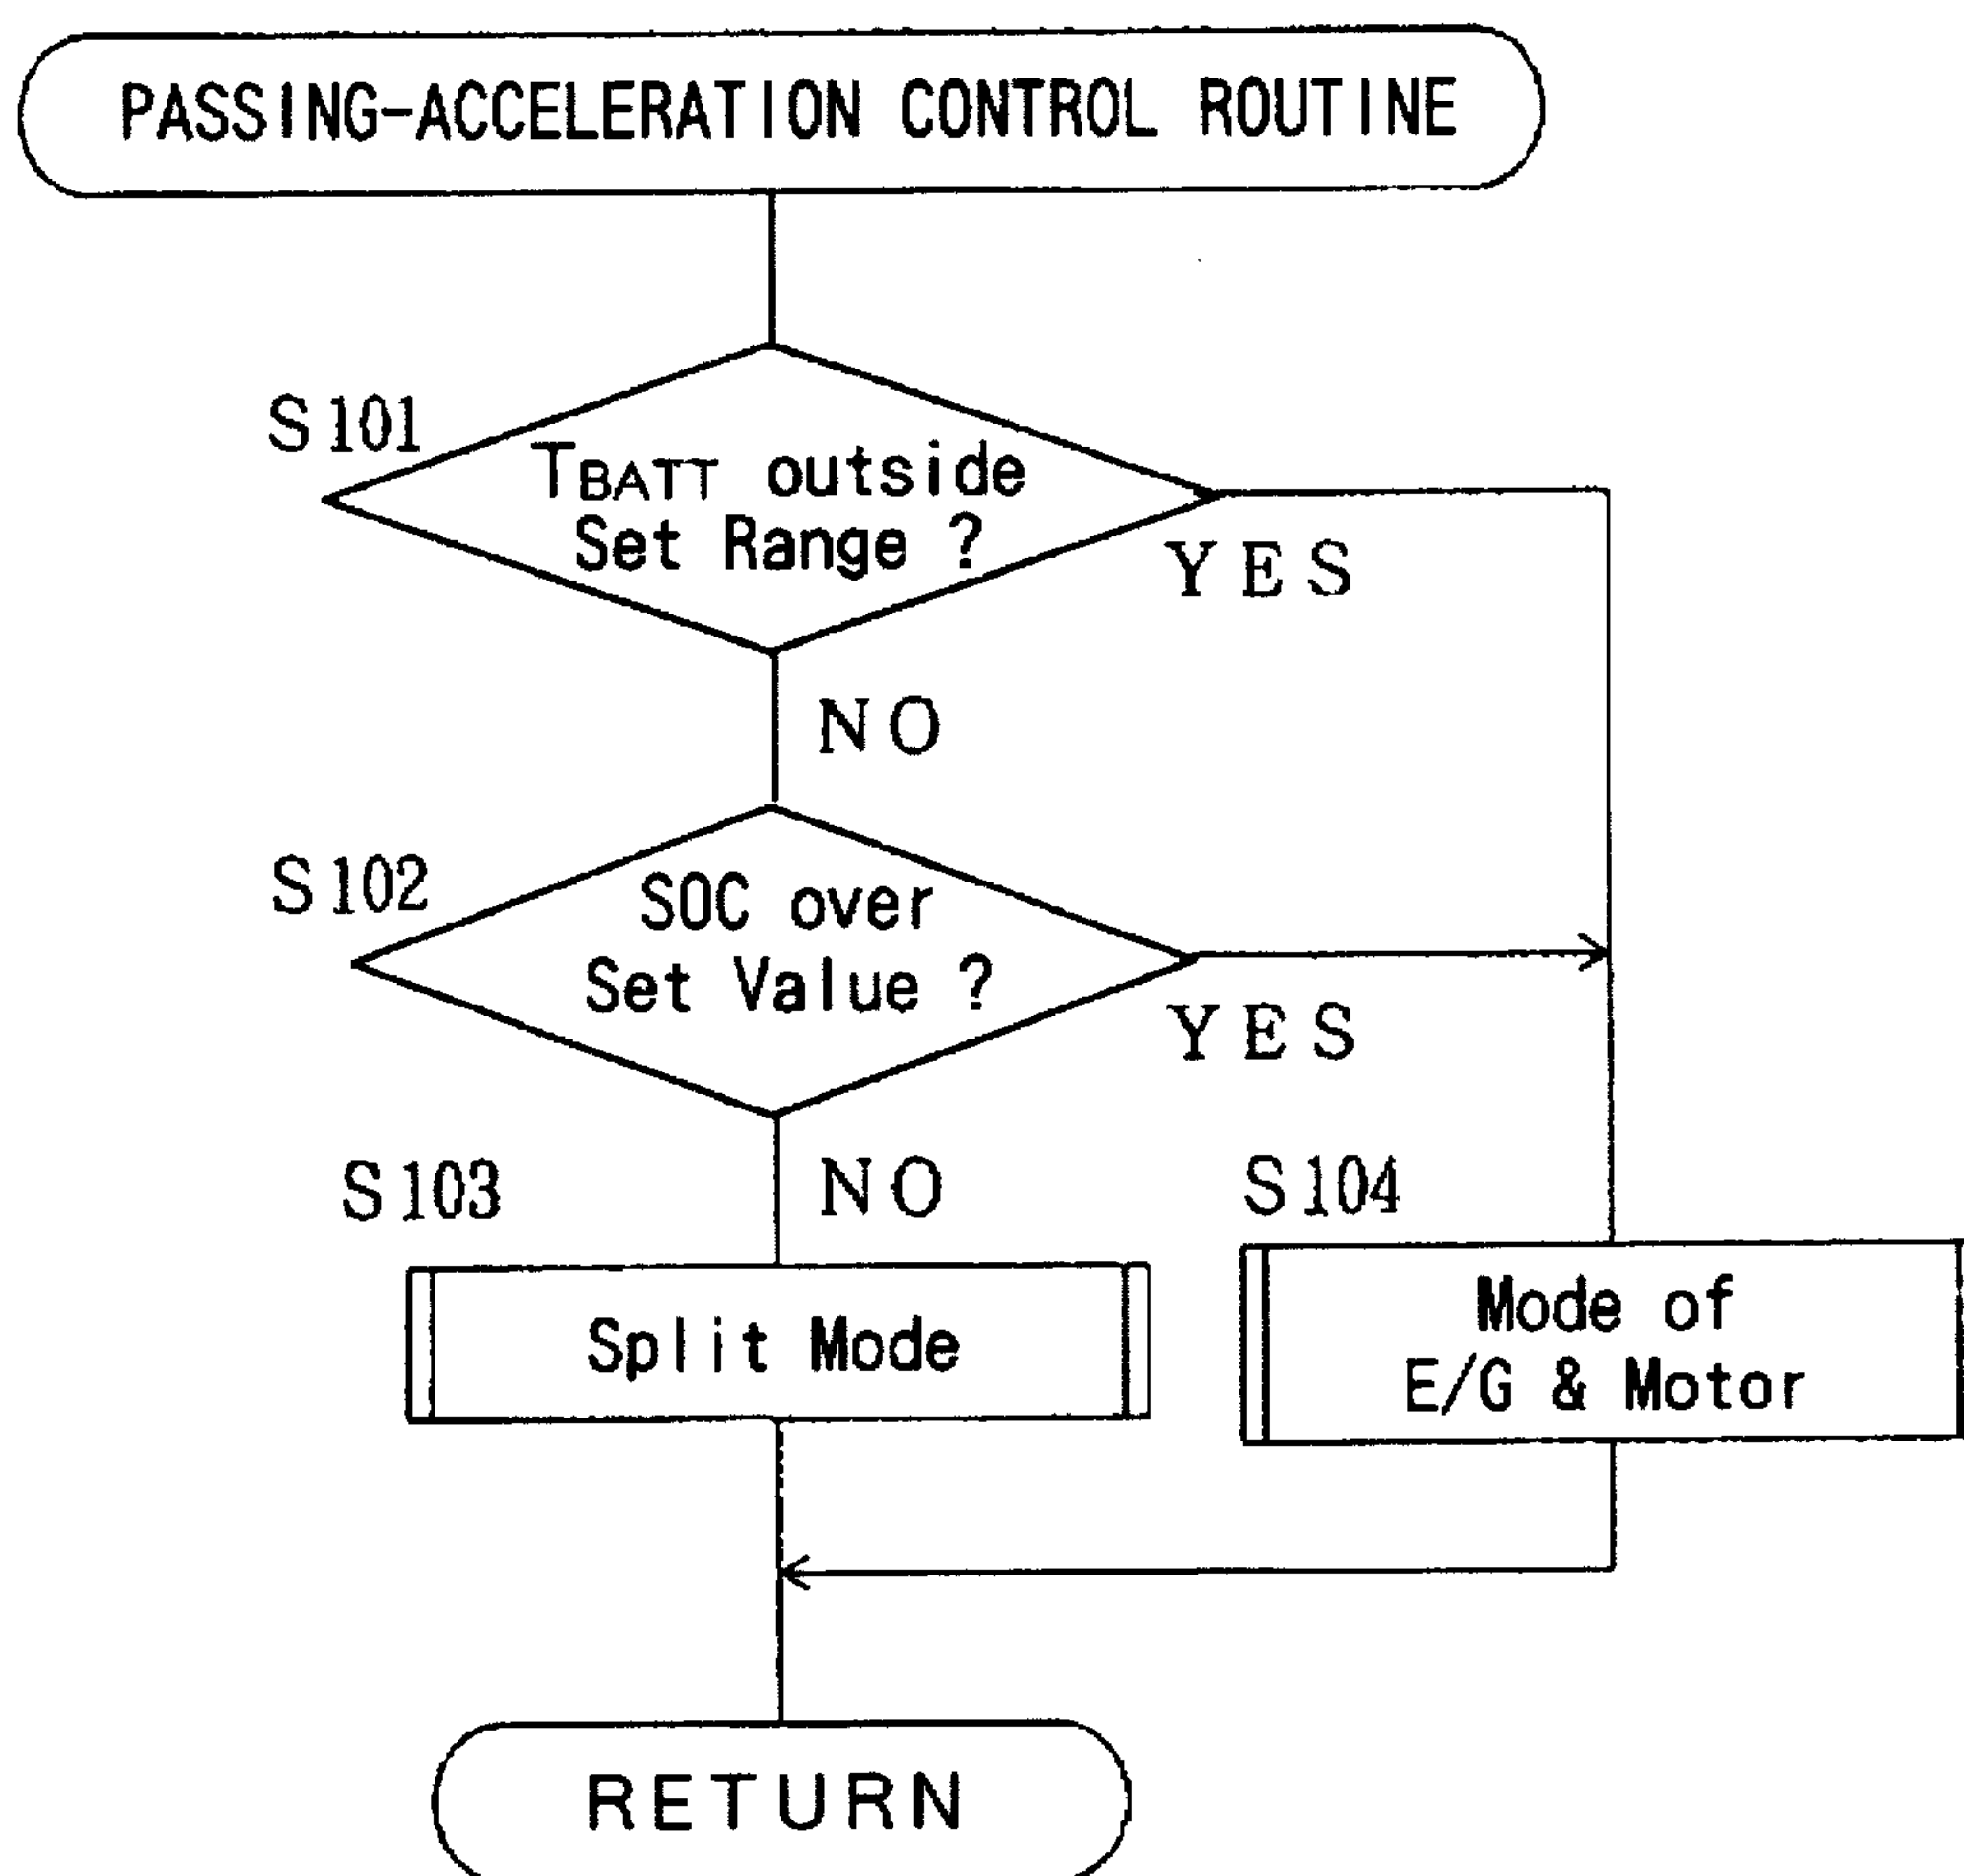 PASSING-ACCELERATION CONTROL ROUTINE
S101
TBATT outside
Set Range ?
YES
NO
S102
SOC over
Set Value ?
YES
S103
NO
S104
Split Mode
Mode of
E/G & Motor
RETURN